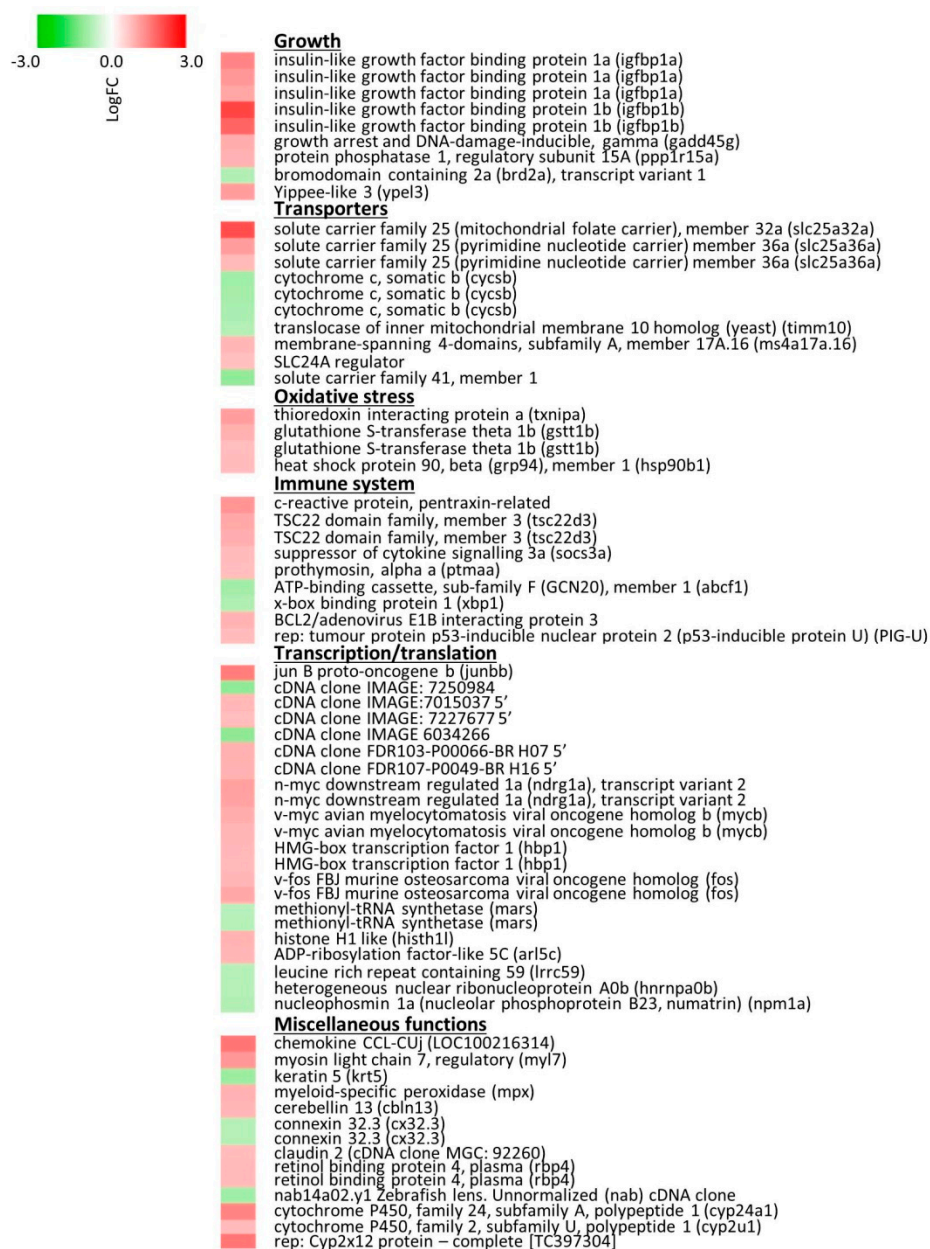 -3.0 0.0 3.0
LogFC
Growth
insulin-like growth factor binding protein 1a (igfbp1a)
insulin-like growth factor binding protein 1a (igfbp1a)
insulin-like growth factor binding protein 1a (igfbp1a)
insulin-like growth factor binding protein 1b (igfbp1b)
insulin-like growth factor binding protein 1b (igfbp1b)
growth arrest and DNA-damage-inducible, gamma (gadd45g)
protein phosphatase 1, regulatory subunit 15A (ppp1r15a)
bromodomain containing 2a (brd2a), transcript variant 1
Yippee-like 3 (ypel3)
Transporters
solute carrier family 25 (mitochondrial folate carrier), member 32a (slc25a32a)
solute carrier family 25 (pyrimidine nucleotide carrier) member 36a (slc25a36a)
solute carrier family 25 (pyrimidine nucleotide carrier) member 36a (slc25a36a)
cytochrome c, somatic b (cycsb)
cytochrome c, somatic b (cycsb)
cytochrome c, somatic b (cycsb)
translocase of inner mitochondrial membrane 10 homolog (yeast) (timm10)
membrane-spanning 4-domains, subfamily A, member 17A.16 (ms4a17a.16)
SLC24A regulator
solute carrier family 41, member 1
Oxidative stress
thioredoxin interacting protein a (txnipa)
glutathione S-transferase theta 1b (gstt1b)
glutathione S-transferase theta 1b (gstt1b)
heat shock protein 90, beta (grp94), member 1 (hsp90b1)
Immune system
c-reactive protein, pentraxin-related
TSC22 domain family, member 3 (tsc22d3)
TSC22 domain family, member 3 (tsc22d3)
suppressor of cytokine signalling 3a (socs3a)
prothymosin, alpha a (ptmaa)
ATP-binding cassette, sub-family F (GCN20), member 1 (abcf1)
x-box binding protein 1 (xbp1)
BCL2/adenovirus E1B interacting protein 3
rep: tumour protein p53-inducible nuclear protein 2 (p53-inducible protein U) (PIG-U)
Transcription/translation
jun B proto-oncogene b (junbb)
cDNA clone IMAGE: 7250984
cDNA clone IMAGE:7015037 5’
cDNA clone IMAGE: 7227677 5’
cDNA clone IMAGE 6034266
cDNA clone FDR103-P00066-BR H07 5’
cDNA clone FDR107-P0049-BR H16 5’
n-myc downstream regulated 1a (ndrg1a), transcript variant 2
n-myc downstream regulated 1a (ndrg1a), transcript variant 2
v-myc avian myelocytomatosis viral oncogene homolog b (mycb)
v-myc avian myelocytomatosis viral oncogene homolog b (mycb)
HMG-box transcription factor 1 (hbp1)
HMG-box transcription factor 1 (hbp1)
v-fos FBJ murine osteosarcoma viral oncogene homolog (fos)
v-fos FBJ murine osteosarcoma viral oncogene homolog (fos)
methionyl-tRNA synthetase (mars)
methionyl-tRNA synthetase (mars)
histone H1 like (histh1l)
ADP-ribosylation factor-like 5C (arl5c)
leucine rich repeat containing 59 (lrrc59)
heterogeneous nuclear ribonucleoprotein A0b (hnrnpa0b)
nucleophosmin 1a (nucleolar phosphoprotein B23, numatrin) (npm1a)
Miscellaneous functions
chemokine CCL-CUj (LOC100216314)
myosin light chain 7, regulatory (myl7)
keratin 5 (krt5)
myeloid-specific peroxidase (mpx)
cerebellin 13 (cbln13)
connexin 32.3 (cx32.3)
connexin 32.3 (cx32.3)
claudin 2 (cDNA clone MGC: 92260)
retinol binding protein 4, plasma (rbp4)
retinol binding protein 4, plasma (rbp4)
nab14a02.y1 Zebrafish lens. Unnormalized (nab) cDNA clone
cytochrome P450, family 24, subfamily A, polypeptide 1 (cyp24a1)
cytochrome P450, family 2, subfamily U, polypeptide 1 (cyp2u1)
rep: Cyp2x12 protein – complete [TC397304]